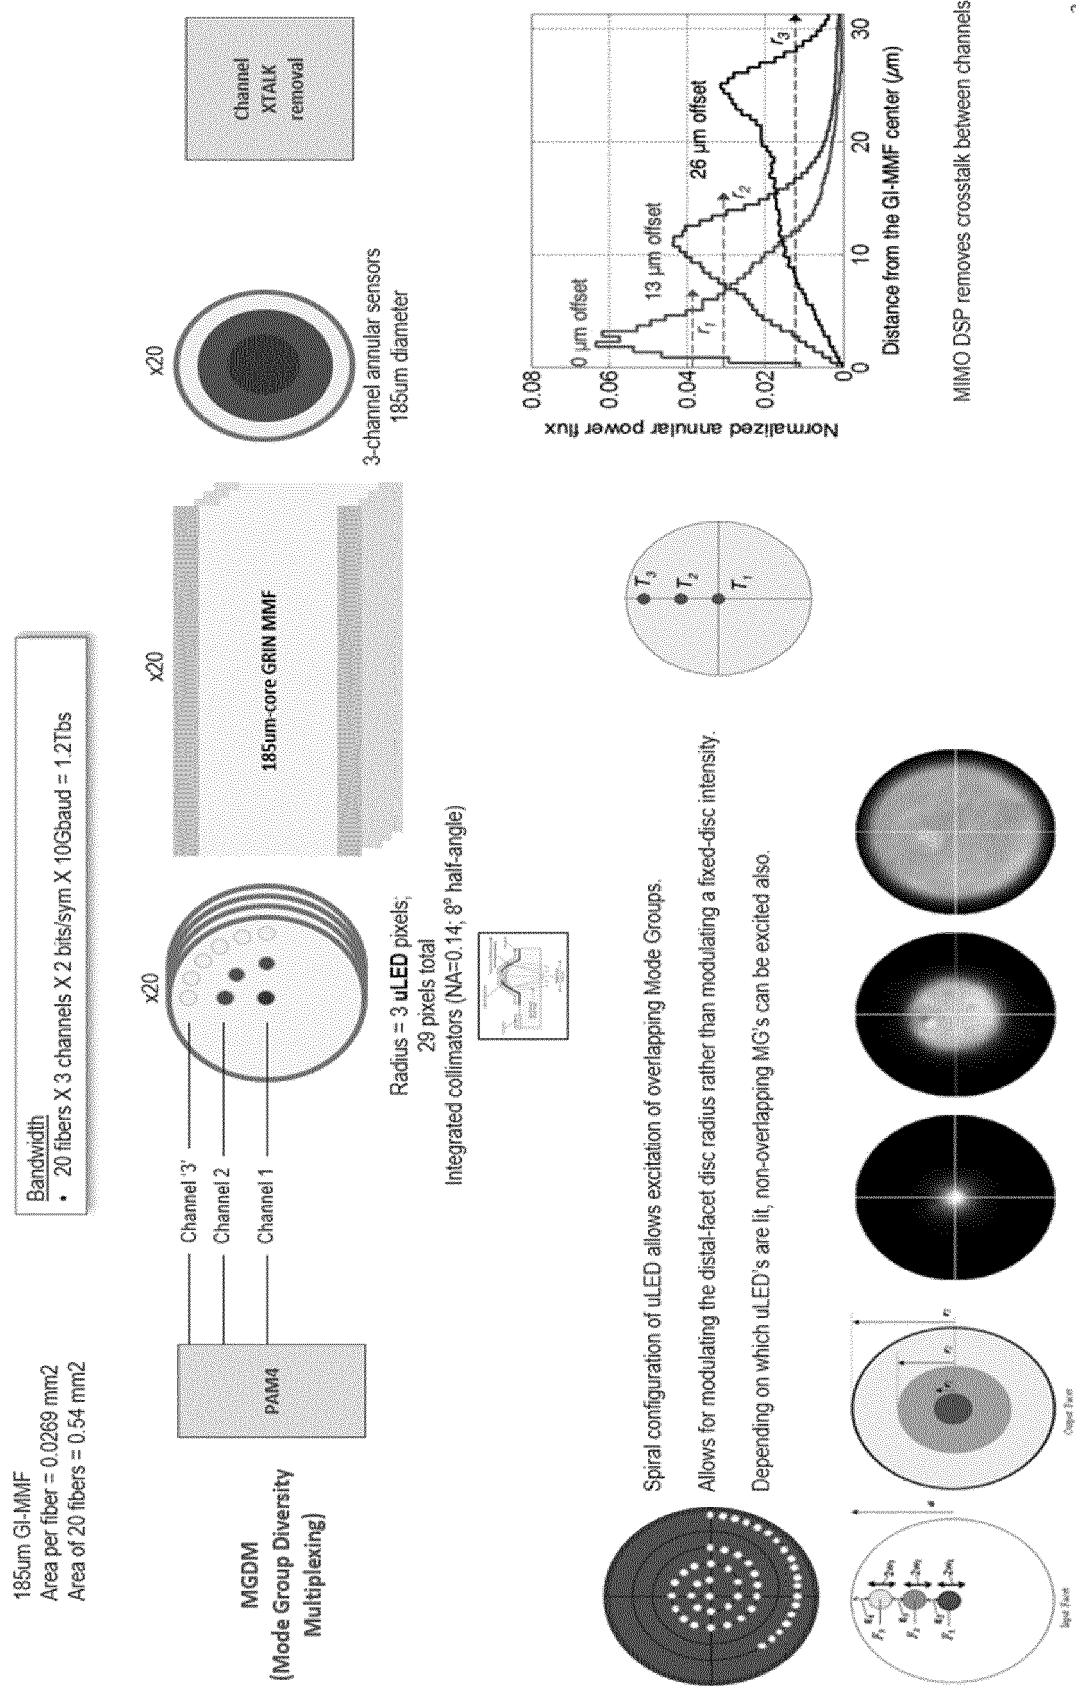 185um GI-MMF
Area per fiber = 0.0269 mm2
Area of 20 fibers = 0.54 mm2
Bandwidth
• 20 fibers X 3 channels X 2 bits/sym X 10Gbaud = 1.2Tbs
MGDM
(Mode Group Diversity
Multiplexing)
PAM4
Channel '3'
Channel 2
Channel 1
x20
Radius = 3 uLED pixels;
29 pixels total
Integrated collimators (NA=0.14; 8° half-angle)
x20
185um-core GRIN MMF
x20
3-channel annular sensors
185um diameter
Channel
XTALK
removal
Spiral configuration of uLED allows excitation of overlapping Mode Groups.
Allows for modulating the distal-facet disc radius rather than modulating a fixed-disc intensity.
Depending on which uLED's are lit, non-overlapping MG's can be excited also.
T3
T2
T1
Normalized annular power flux
0.08
0.06
0.04
0.02
0
0 µm offset
13 µm offset
26 µm offset
r1
r2
r3
0
10
20
30
Distance from the GI-MMF center (µm)
MIMO DSP removes crosstalk between channels
Input Facet
Output Facet